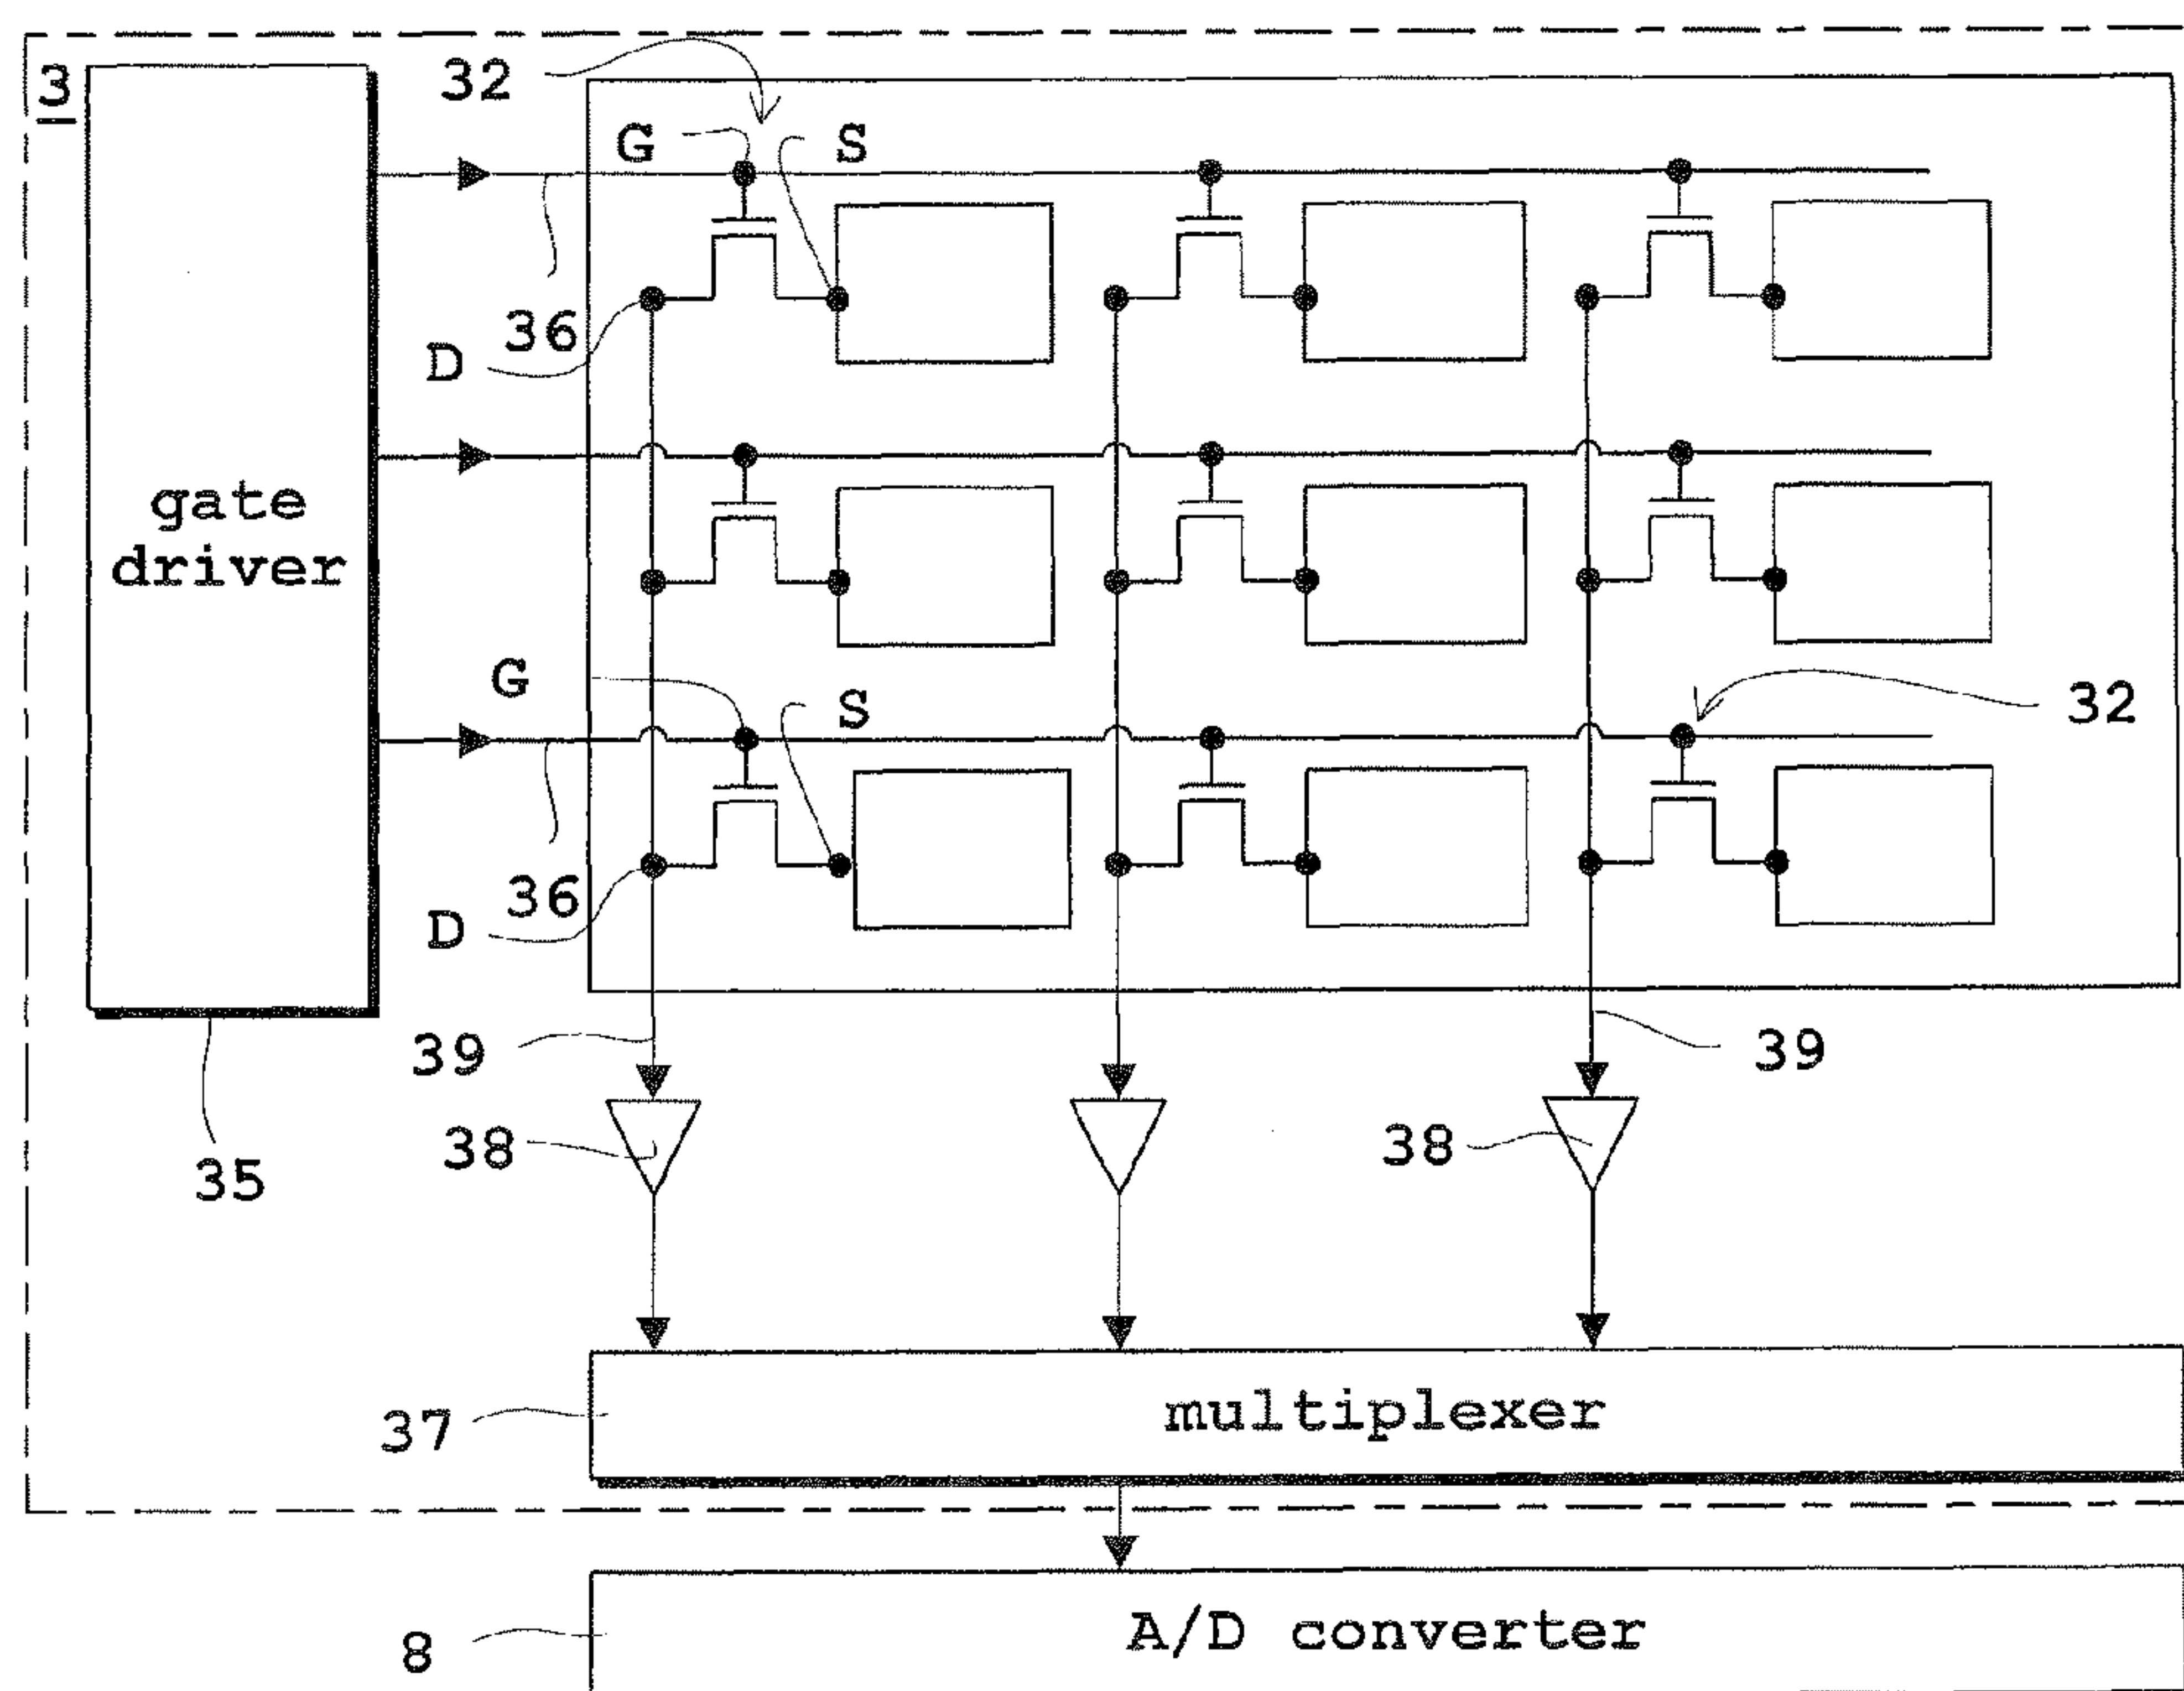 3
32
G
S
36
D
gate
driver
G
S
32
36
D
39
39
38
38
35
37
multiplexer
8
A/D converter